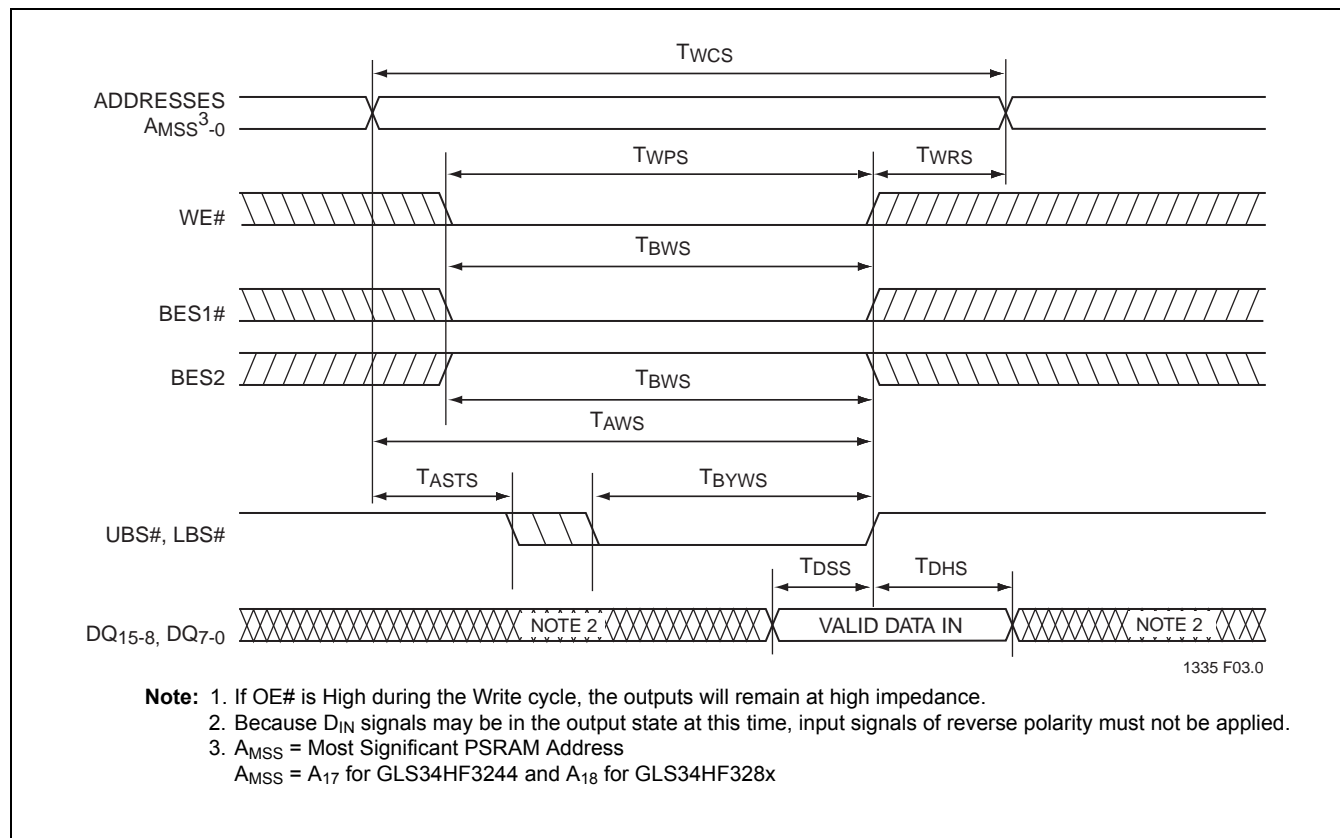 TWCS
ADDRESSES
AMSS3-0
TWPS
TWRS
WE#
TBWS
BES1#
BES2
TBWS
TAWS
TASTS
TBYWS
UBS#, LBS#
TDSS
TDHS
DQ15-8, DQ7-0
NOTE 2
VALID DATA IN
NOTE 2
1335 F03.0
Note: 1. If OE# is High during the Write cycle, the outputs will remain at high impedance.
2. Because DIN signals may be in the output state at this time, input signals of reverse polarity must not be applied.
3. AMSS = Most Significant PSRAM Address
AMSS = A17 for GLS34HF3244 and A18 for GLS34HF328x